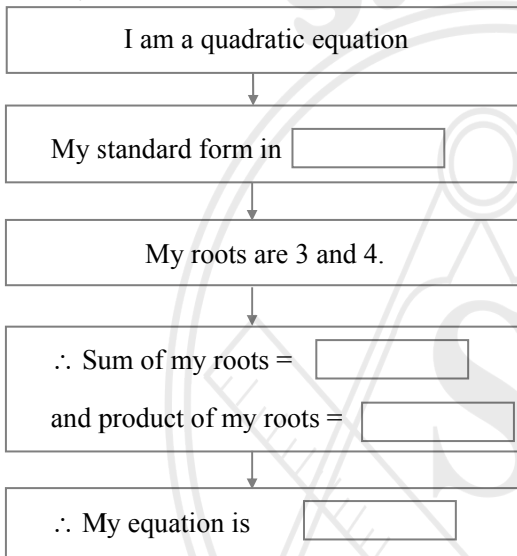 I am a quadratic equation
My standard form in
My roots are 3 and 4.
∴ Sum of my roots =
and product of my roots =
∴ My equation is